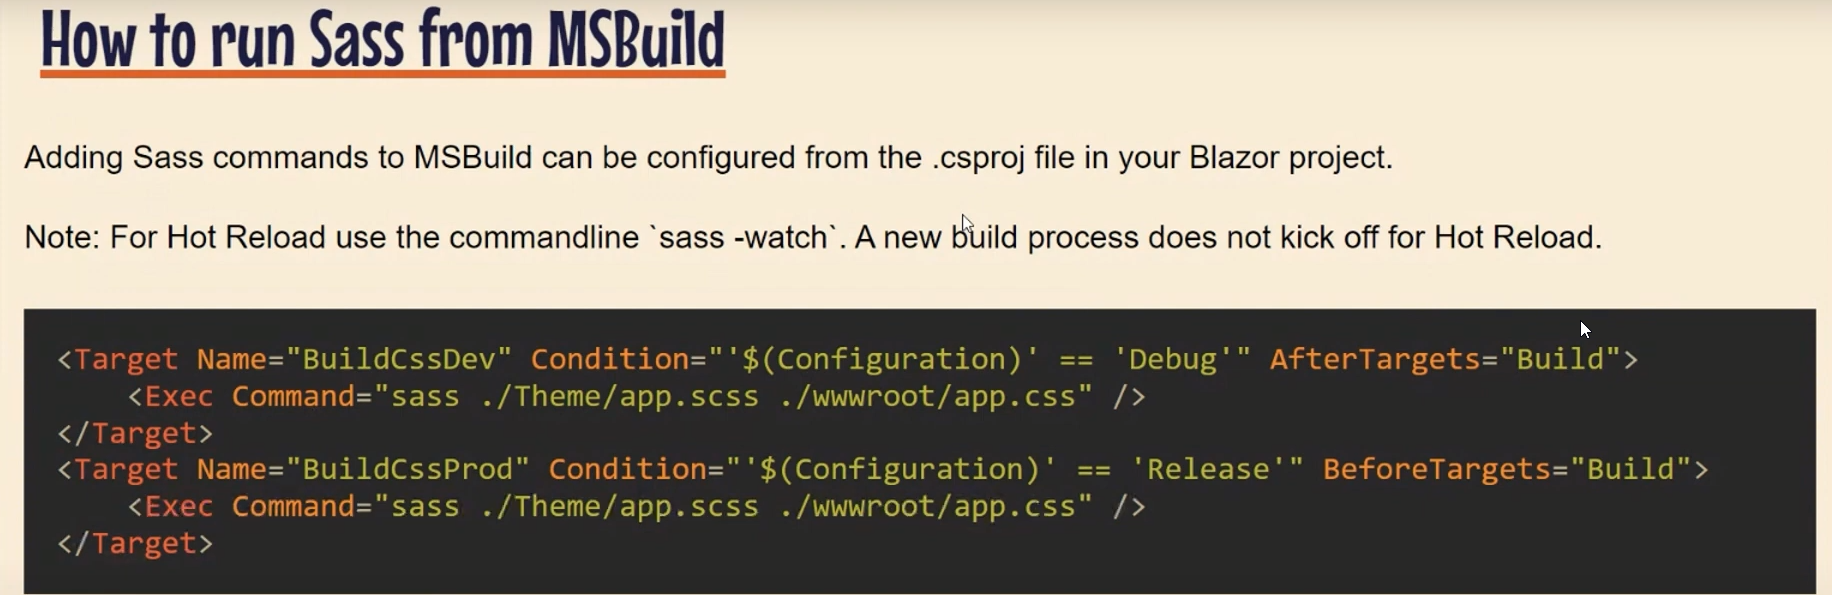 How to run Sass from MSBuild
Adding Sass commands to MSBuild can be configured from the .csproj file in your Blazor project.
Note: For Hot Reload use the commandline `sass -watch`. A new build process does not kick off for Hot Reload.
<Target Name="BuildCssDev" Condition="'$(Configuration)' == 'Debug'" AfterTargets="Build">
    <Exec Command="sass ./Theme/app.scss ./wwwroot/app.css" />
</Target>
<Target Name="BuildCssProd" Condition="'$(Configuration)' == 'Release'" BeforeTargets="Build">
    <Exec Command="sass ./Theme/app.scss ./wwwroot/app.css" />
</Target>